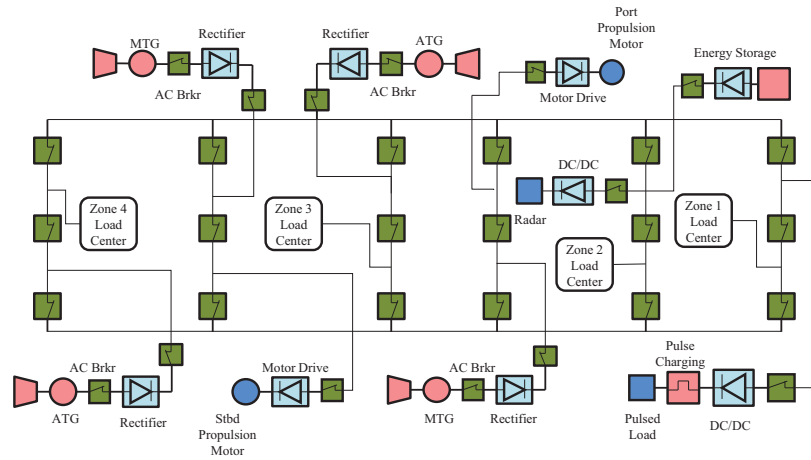 MTG
Rectifier
AC Brkr
Rectifier
ATG
AC Brkr
Port
Propulsion
Motor
Motor Drive
Energy Storage
DC/DC
Radar
Zone 4
Load
Center
Zone 3
Load
Center
Zone 2
Load
Center
Zone 1
Load
Center
AC Brkr
ATG
Rectifier
Motor Drive
Stbd
Propulsion
Motor
AC Brkr
MTG
Rectifier
Pulse
Charging
Pulsed
Load
DC/DC